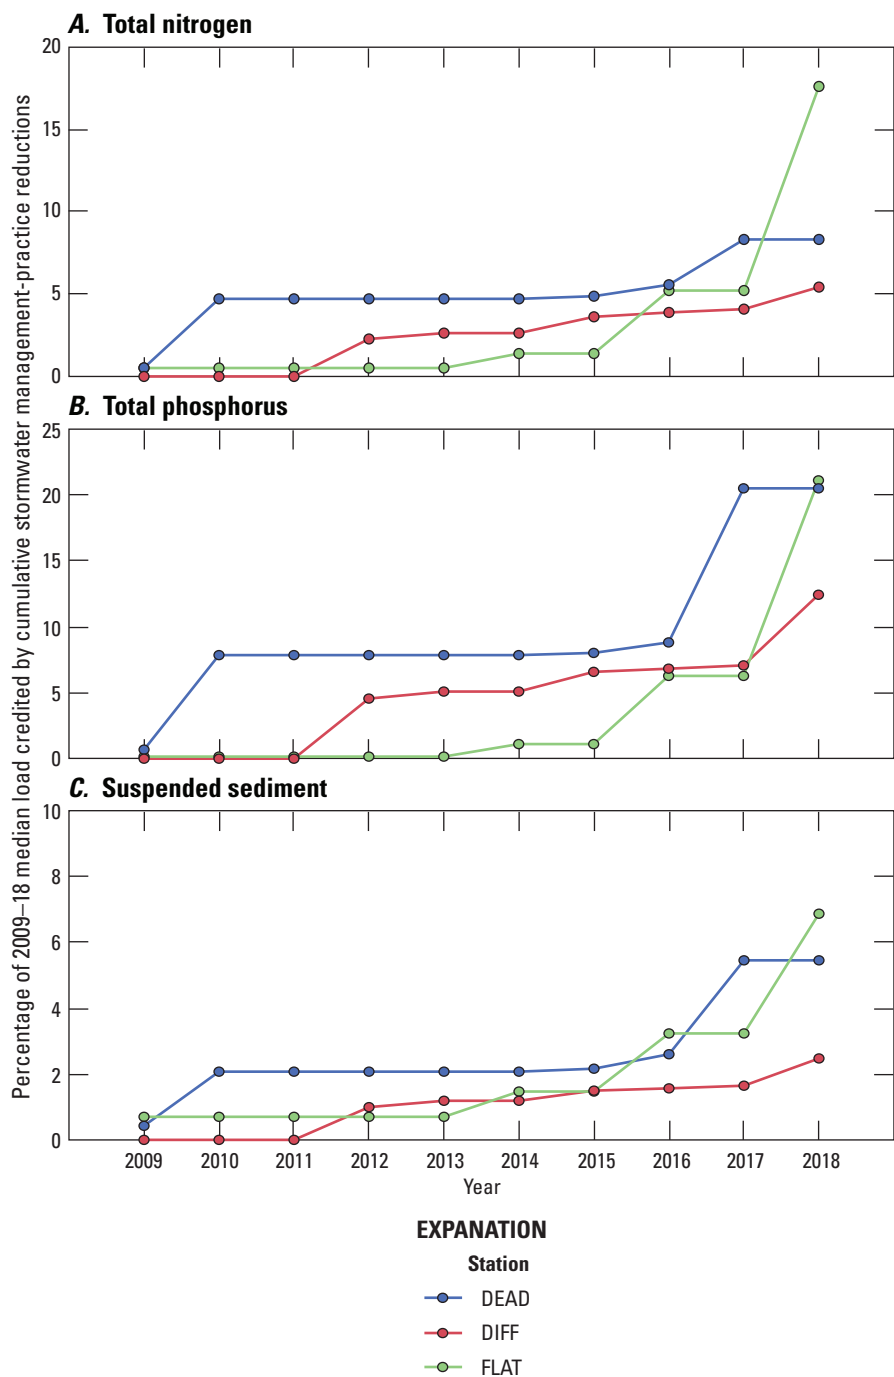 A. Total nitrogen
20
15
10
5
0
B. Total phosphorus
25
20
15
10
5
0
C. Suspended sediment
10
8
6
4
2
0
2009 2010 2011 2012 2013 2014 2015 2016 2017 2018
Year
Percentage of 2009–18 median load credited by cumulative stormwater management-practice reductions
EXPANATION
Station
DEAD
DIFF
FLAT